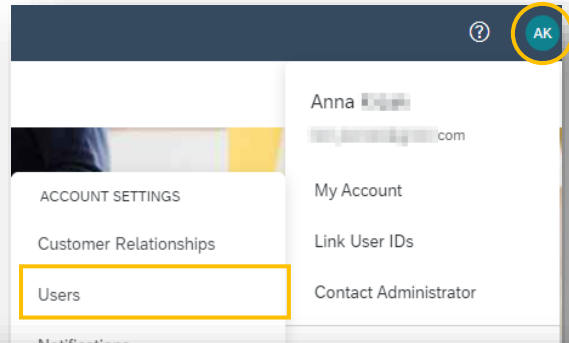 AK
Anna
com
My Account
Link User IDs
Contact Administrator
ACCOUNT SETTINGS
Customer Relationships
Users